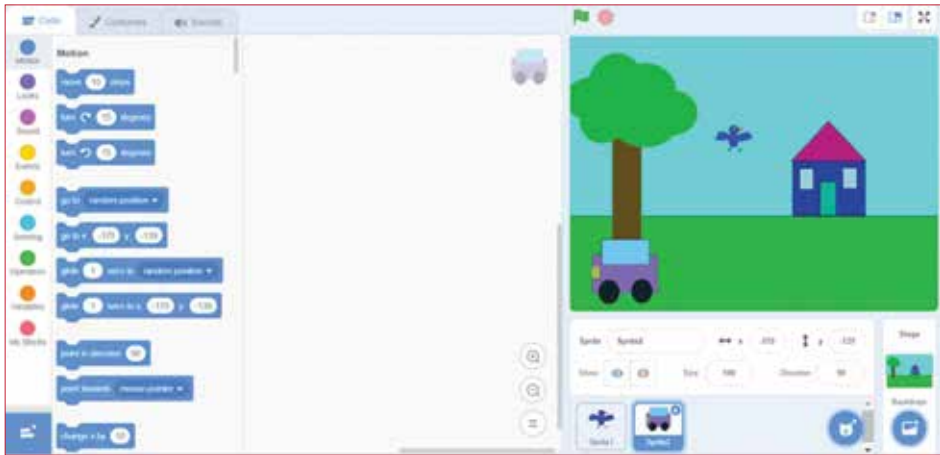 Code Costumes Sounds
Motion
Motion
move 10 steps
Looks
turn 15 degrees
Sound
turn 15 degrees
Events
Control
go to random position
Sensing
go to x: y:
Operators
glide 1 secs to random position
Variables
glide 1 secs to x: y:
My Blocks
point in direction 90
point towards mouse-pointer
change x by 10
Sprite Sprite2 x y
Show Size 100 Direction 90
Stage
Backdrops
Sprite1 Sprite2